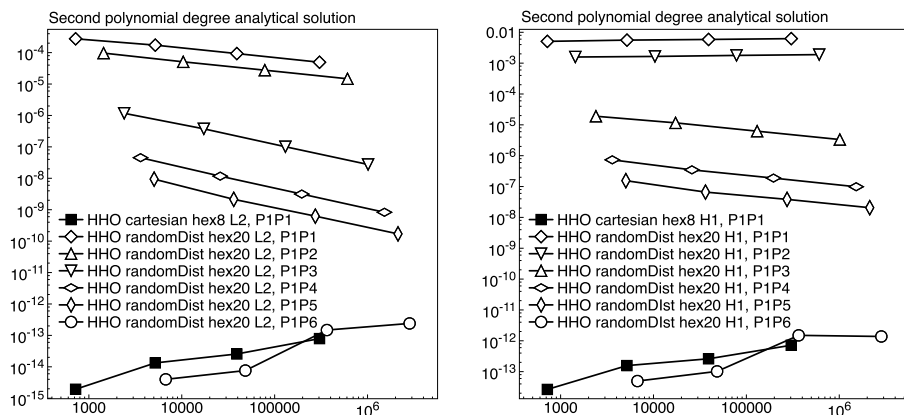 Second polynomial degree analytical solution
10-4
10-5
10-6
10-7
10-8
10-9
10-10
10-11
10-12
10-13
10-14
10-15
HHO cartesian hex8 L2, P1P1
HHO randomDist hex20 L2, P1P1
HHO randomDist hex20 L2, P1P2
HHO randomDist hex20 L2, P1P3
HHO randomDist hex20 L2, P1P4
HHO randomDist hex20 L2, P1P5
HHO randomDist hex20 L2, P1P6
1000 10000 100000 106
Second polynomial degree analytical solution
0.01
10-3
10-4
10-5
10-6
10-7
10-8
10-9
10-10
10-11
10-12
10-13
HHO cartesian hex8 H1, P1P1
HHO randomDist hex20 H1, P1P1
HHO randomDist hex20 H1, P1P2
HHO randomDist hex20 H1, P1P3
HHO randomDIst hex20 H1, P1P4
HHO randomDIst hex20 H1, P1P5
HHO randomDIst hex20 H1, P1P6
1000 10000 100000 106